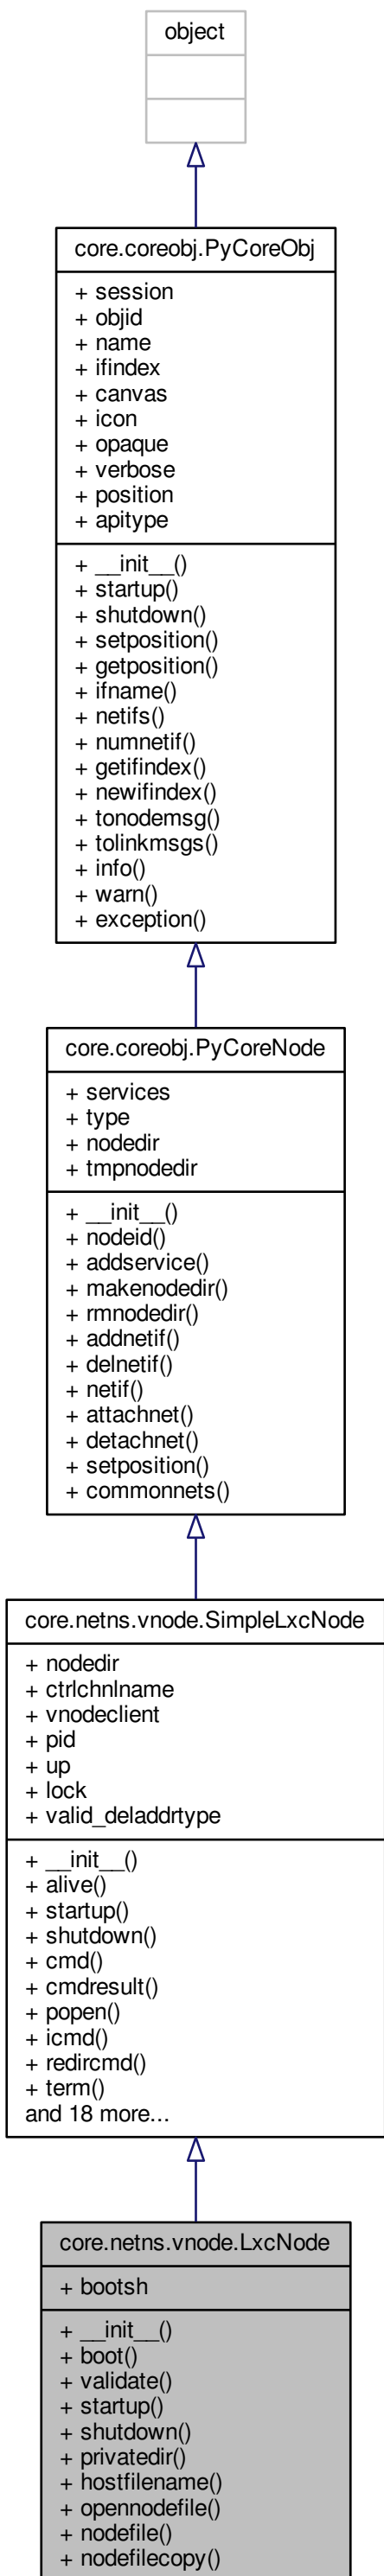 object
core.coreobj.PyCoreObj
+ session
+ objid
+ name
+ ifindex
+ canvas
+ icon
+ opaque
+ verbose
+ position
+ apitype
+ __init__()
+ startup()
+ shutdown()
+ setposition()
+ getposition()
+ ifname()
+ netifs()
+ numnetif()
+ getifindex()
+ newifindex()
+ tonodemsg()
+ tolinkmsgs()
+ info()
+ warn()
+ exception()
core.coreobj.PyCoreNode
+ services
+ type
+ nodedir
+ tmpnodedir
+ __init__()
+ nodeid()
+ addservice()
+ makenodedir()
+ rmnodedir()
+ addnetif()
+ delnetif()
+ netif()
+ attachnet()
+ detachnet()
+ setposition()
+ commonnets()
core.netns.vnode.SimpleLxcNode
+ nodedir
+ ctrlchnlname
+ vnodeclient
+ pid
+ up
+ lock
+ valid_deladdrtype
+ __init__()
+ alive()
+ startup()
+ shutdown()
+ cmd()
+ cmdresult()
+ popen()
+ icmd()
+ redircmd()
+ term()
and 18 more...
core.netns.vnode.LxcNode
+ bootsh
+ __init__()
+ boot()
+ validate()
+ startup()
+ shutdown()
+ privatedir()
+ hostfilename()
+ opennodefile()
+ nodefile()
+ nodefilecopy()